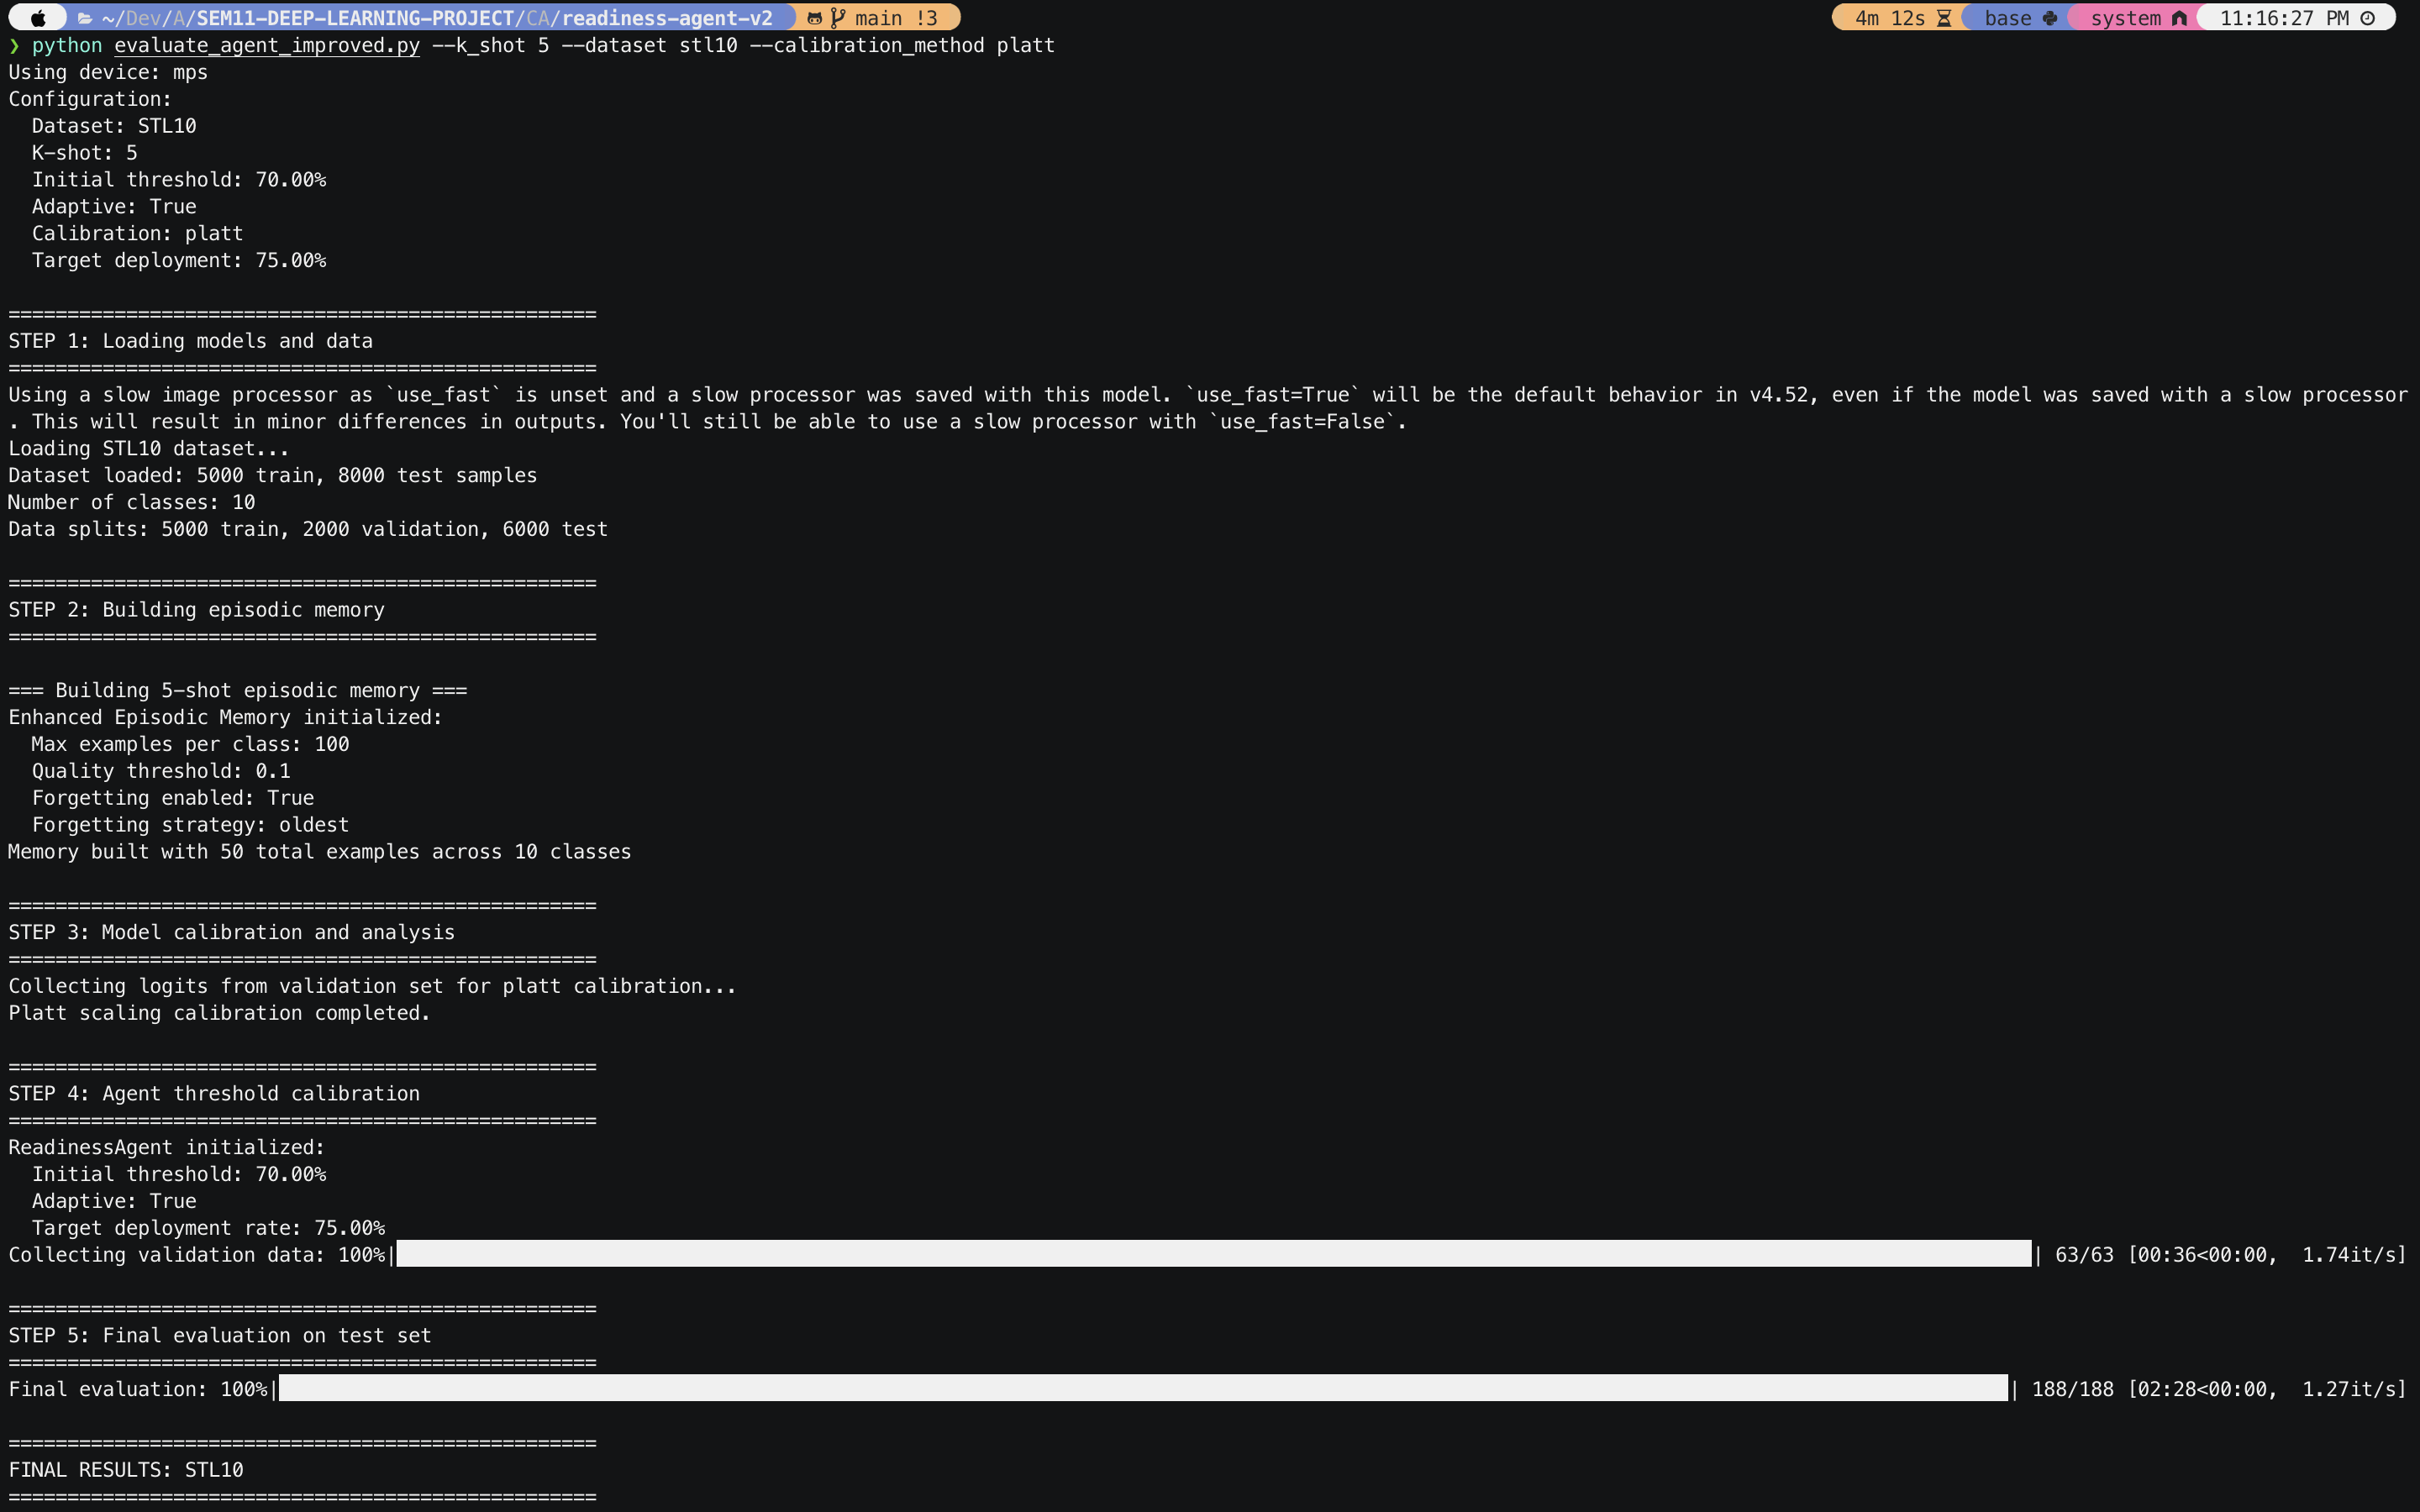 ~/Dev/A/SEM11-DEEP-LEARNING-PROJECT/CA/readiness-agent-v2 main !3 4m 12s base system 11:16:27 PM
❯ python evaluate_agent_improved.py --k_shot 5 --dataset stl10 --calibration_method platt
Using device: mps
Configuration:
  Dataset: STL10
  K-shot: 5
  Initial threshold: 70.00%
  Adaptive: True
  Calibration: platt
  Target deployment: 75.00%

==================================================
STEP 1: Loading models and data
==================================================
Using a slow image processor as `use_fast` is unset and a slow processor was saved with this model. `use_fast=True` will be the default behavior in v4.52, even if the model was saved with a slow processor
. This will result in minor differences in outputs. You'll still be able to use a slow processor with `use_fast=False`.
Loading STL10 dataset...
Dataset loaded: 5000 train, 8000 test samples
Number of classes: 10
Data splits: 5000 train, 2000 validation, 6000 test

==================================================
STEP 2: Building episodic memory
==================================================

=== Building 5-shot episodic memory ===
Enhanced Episodic Memory initialized:
  Max examples per class: 100
  Quality threshold: 0.1
  Forgetting enabled: True
  Forgetting strategy: oldest
Memory built with 50 total examples across 10 classes

==================================================
STEP 3: Model calibration and analysis
==================================================
Collecting logits from validation set for platt calibration...
Platt scaling calibration completed.

==================================================
STEP 4: Agent threshold calibration
==================================================
ReadinessAgent initialized:
  Initial threshold: 70.00%
  Adaptive: True
  Target deployment rate: 75.00%
Collecting validation data: 100%| | 63/63 [00:36<00:00,  1.74it/s]

==================================================
STEP 5: Final evaluation on test set
==================================================
Final evaluation: 100%| | 188/188 [02:28<00:00,  1.27it/s]

==================================================
FINAL RESULTS: STL10
==================================================